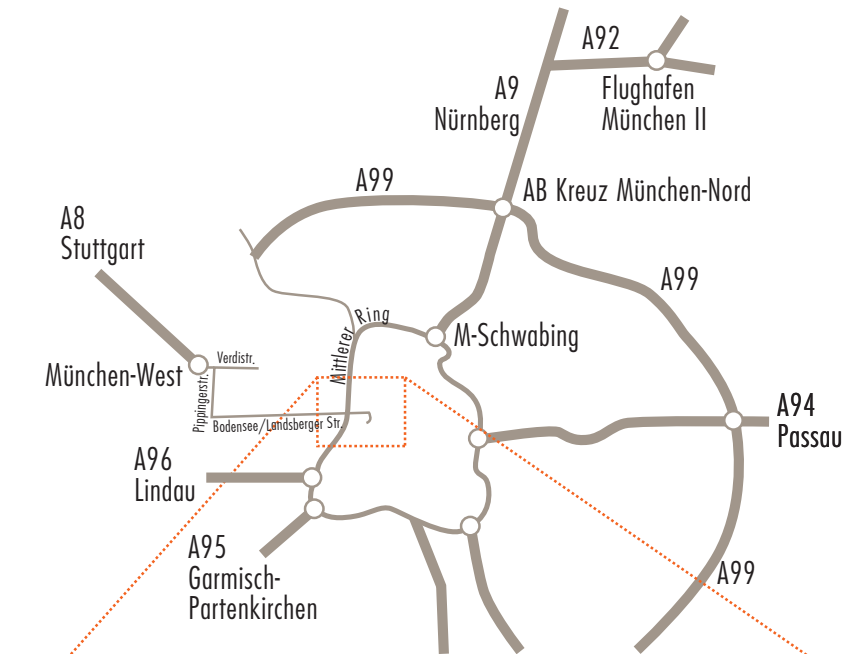 A92
Flughafen
München II
A9
Nürnberg
A99
AB Kreuz München-Nord
A8
Stuttgart
A99
Mittlerer Ring
M-Schwabing
Verdistr.
München-West
Pippingerstr.
Bodensee/Landsberger Str.
A94
Passau
A96
Lindau
A95
Garmisch-
Partenkirchen
A99